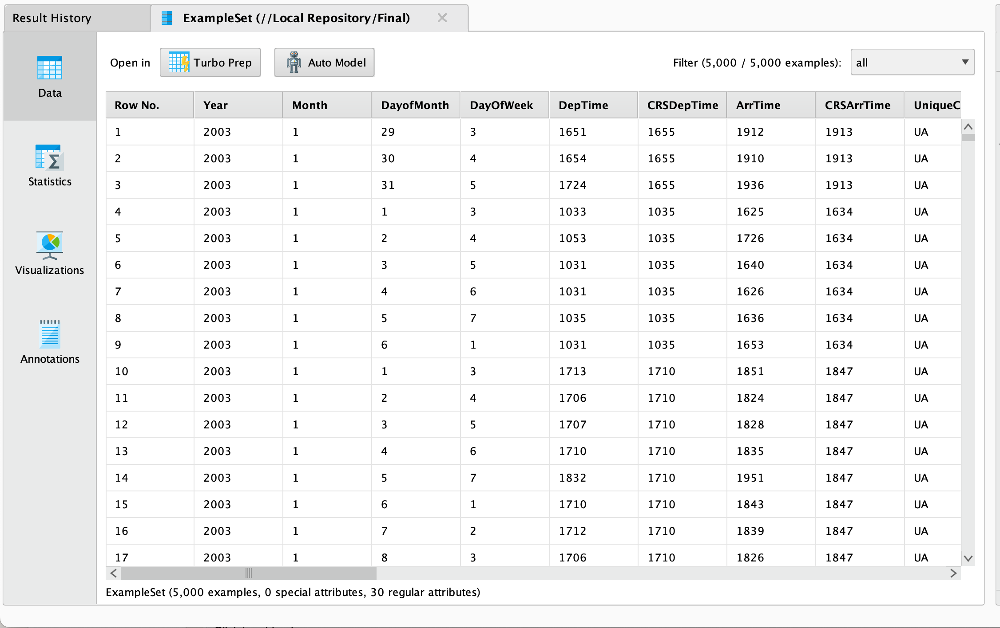 Result History
ExampleSet (//Local Repository/Final)
Open in Turbo Prep Auto Model Filter (5,000 / 5,000 examples): all
Data
Statistics
Visualizations
Annotations
Row No. Year Month DayofMonth DayOfWeek DepTime CRSDepTime ArrTime CRSArrTime UniqueC
1 2003 1 29 3 1651 1655 1912 1913 UA
2 2003 1 30 4 1654 1655 1910 1913 UA
3 2003 1 31 5 1724 1655 1936 1913 UA
4 2003 1 1 3 1033 1035 1625 1634 UA
5 2003 1 2 4 1053 1035 1726 1634 UA
6 2003 1 3 5 1031 1035 1640 1634 UA
7 2003 1 4 6 1031 1035 1626 1634 UA
8 2003 1 5 7 1035 1035 1636 1634 UA
9 2003 1 6 1 1031 1035 1653 1634 UA
10 2003 1 1 3 1713 1710 1851 1847 UA
11 2003 1 2 4 1706 1710 1824 1847 UA
12 2003 1 3 5 1707 1710 1828 1847 UA
13 2003 1 4 6 1710 1710 1835 1847 UA
14 2003 1 5 7 1832 1710 1951 1847 UA
15 2003 1 6 1 1710 1710 1843 1847 UA
16 2003 1 7 2 1712 1710 1839 1847 UA
17 2003 1 8 3 1706 1710 1826 1847 UA
ExampleSet (5,000 examples, 0 special attributes, 30 regular attributes)